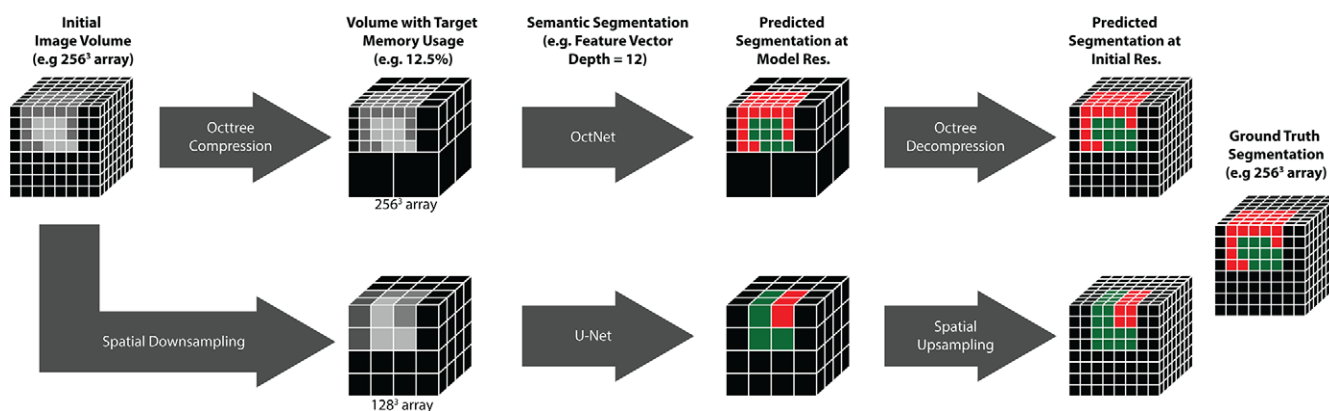 Initial
Image Volume
(e.g 256³ array)
Volume with Target
Memory Usage
(e.g. 12.5%)
Semantic Segmentation
(e.g. Feature Vector
Depth = 12)
Predicted
Segmentation at
Model Res.
Predicted
Segmentation at
Initial Res.
Octtree
Compression
OctNet
Octree
Decompression
Ground Truth
Segmentation
(e.g 256³ array)
256³ array
Spatial Downsampling
U-Net
Spatial
Upsampling
128³ array